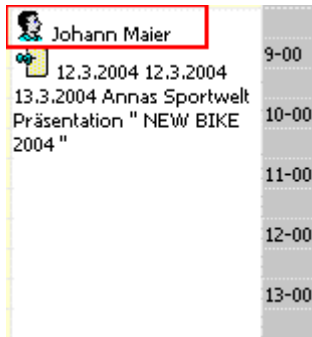 Johann Maier
12.3.2004 12.3.2004
13.3.2004 Annas Sportwelt
Präsentation " NEW BIKE
2004 "
9-00
10-00
11-00
12-00
13-00